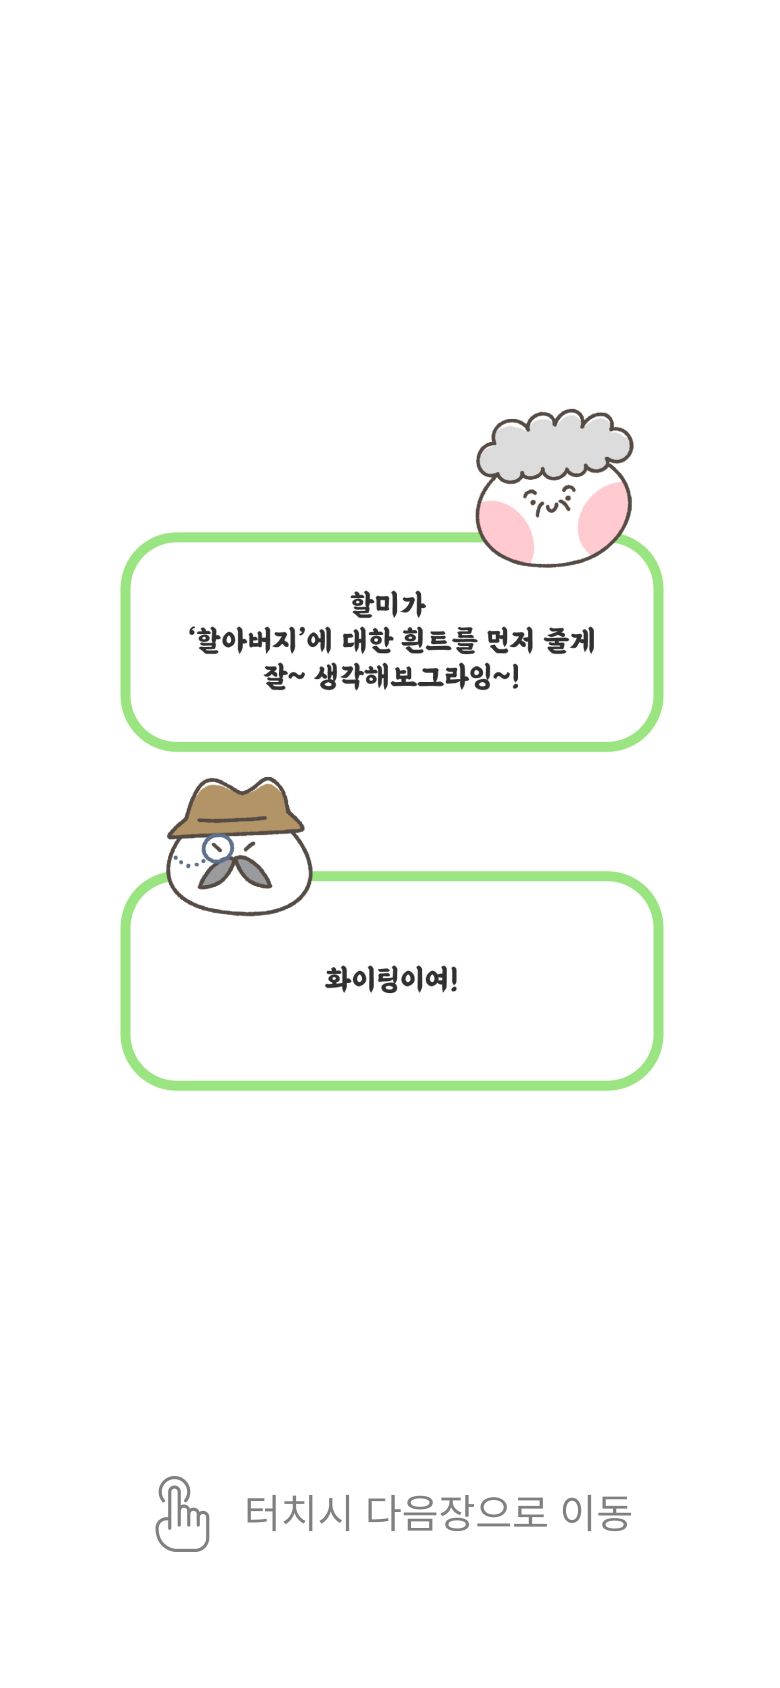 할미가
‘할아버지’에 대한 흰트를 먼저 줄게
잘~ 생각해보그라잉~!
화이팅이여!
터치시 다음장으로 이동